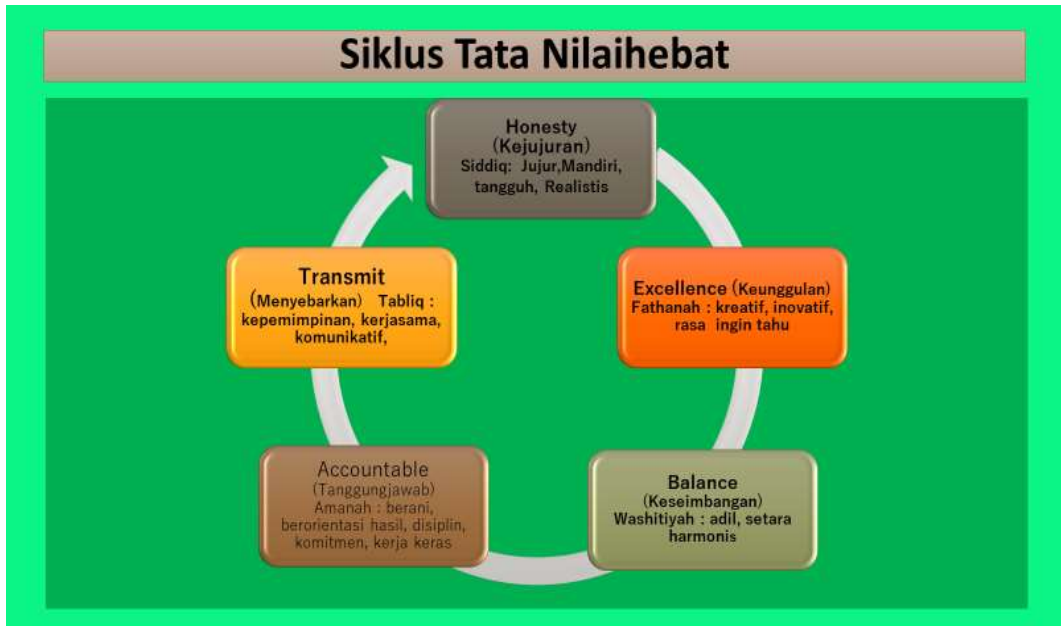 Siklus Tata Nilaihebat
Honesty
(Kejujuran)
Siddiq: Jujur,Mandiri,
tangguh, Realistis
Excellence (Keunggulan)
Fathanah : kreatif, inovatif,
rasa ingin tahu
Balance
(Keseimbangan)
Washitiyah : adil, setara
harmonis
Accountable
(Tanggungjawab)
Amanah : berani,
berorientasi hasil, disiplin,
komitmen, kerja keras
Transmit
(Menyebarkan) Tabliq :
kepemimpinan, kerjasama,
komunikatif,